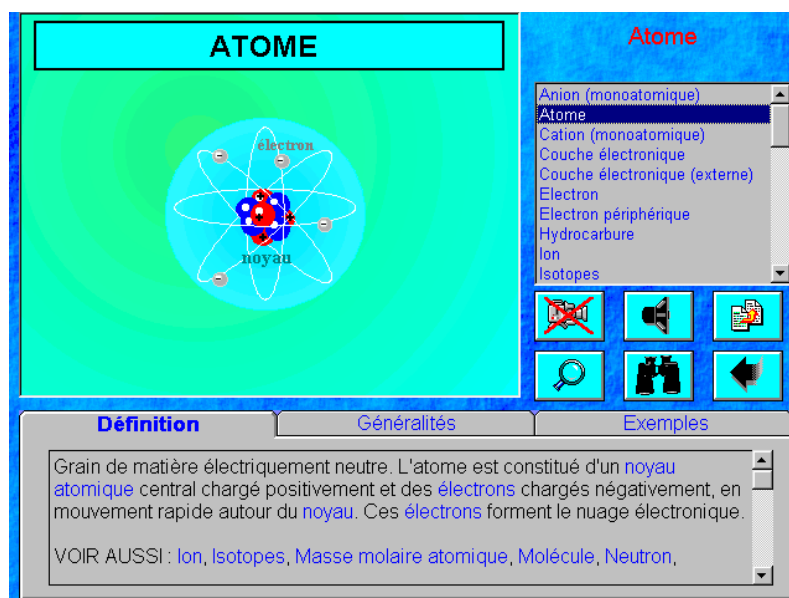 ATOME
électron
noyau
Atome
Anion (monoatomique)
Atome
Cation (monoatomique)
Couche électronique
Couche électronique (externe)
Electron
Electron périphérique
Hydrocarbure
Ion
Isotopes
Définition
Généralités
Exemples
Grain de matière électriquement neutre. L'atome est constitué d'un noyau
atomique central chargé positivement et des électrons chargés négativement, en
mouvement rapide autour du noyau. Ces électrons forment le nuage électronique.
VOIR AUSSI : Ion, Isotopes, Masse molaire atomique, Molécule, Neutron,